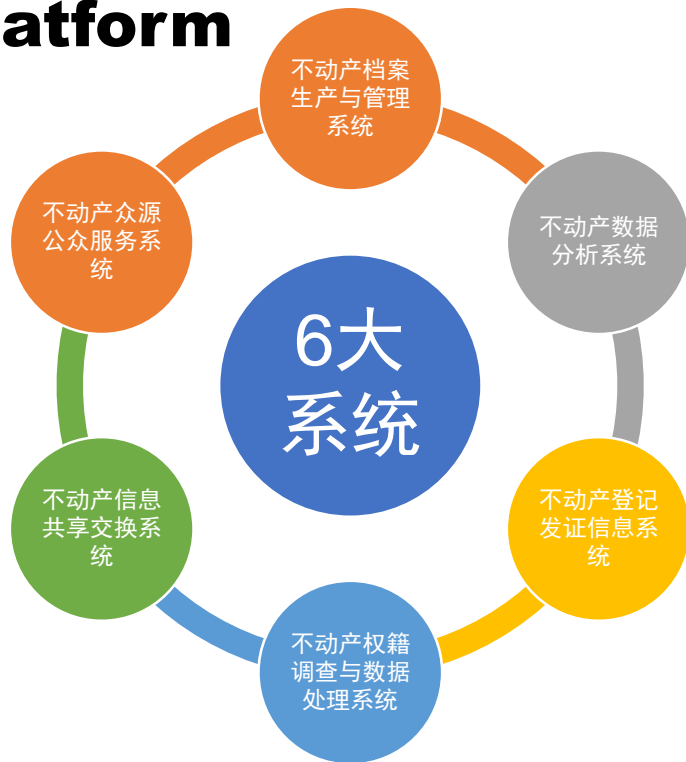 atform
不动产档案
生产与管理
系统
不动产众源
公众服务系
统
不动产数据
分析系统
6大
系统
不动产信息
共享交换系
统
不动产登记
发证信息系
统
不动产权籍
调查与数据
处理系统